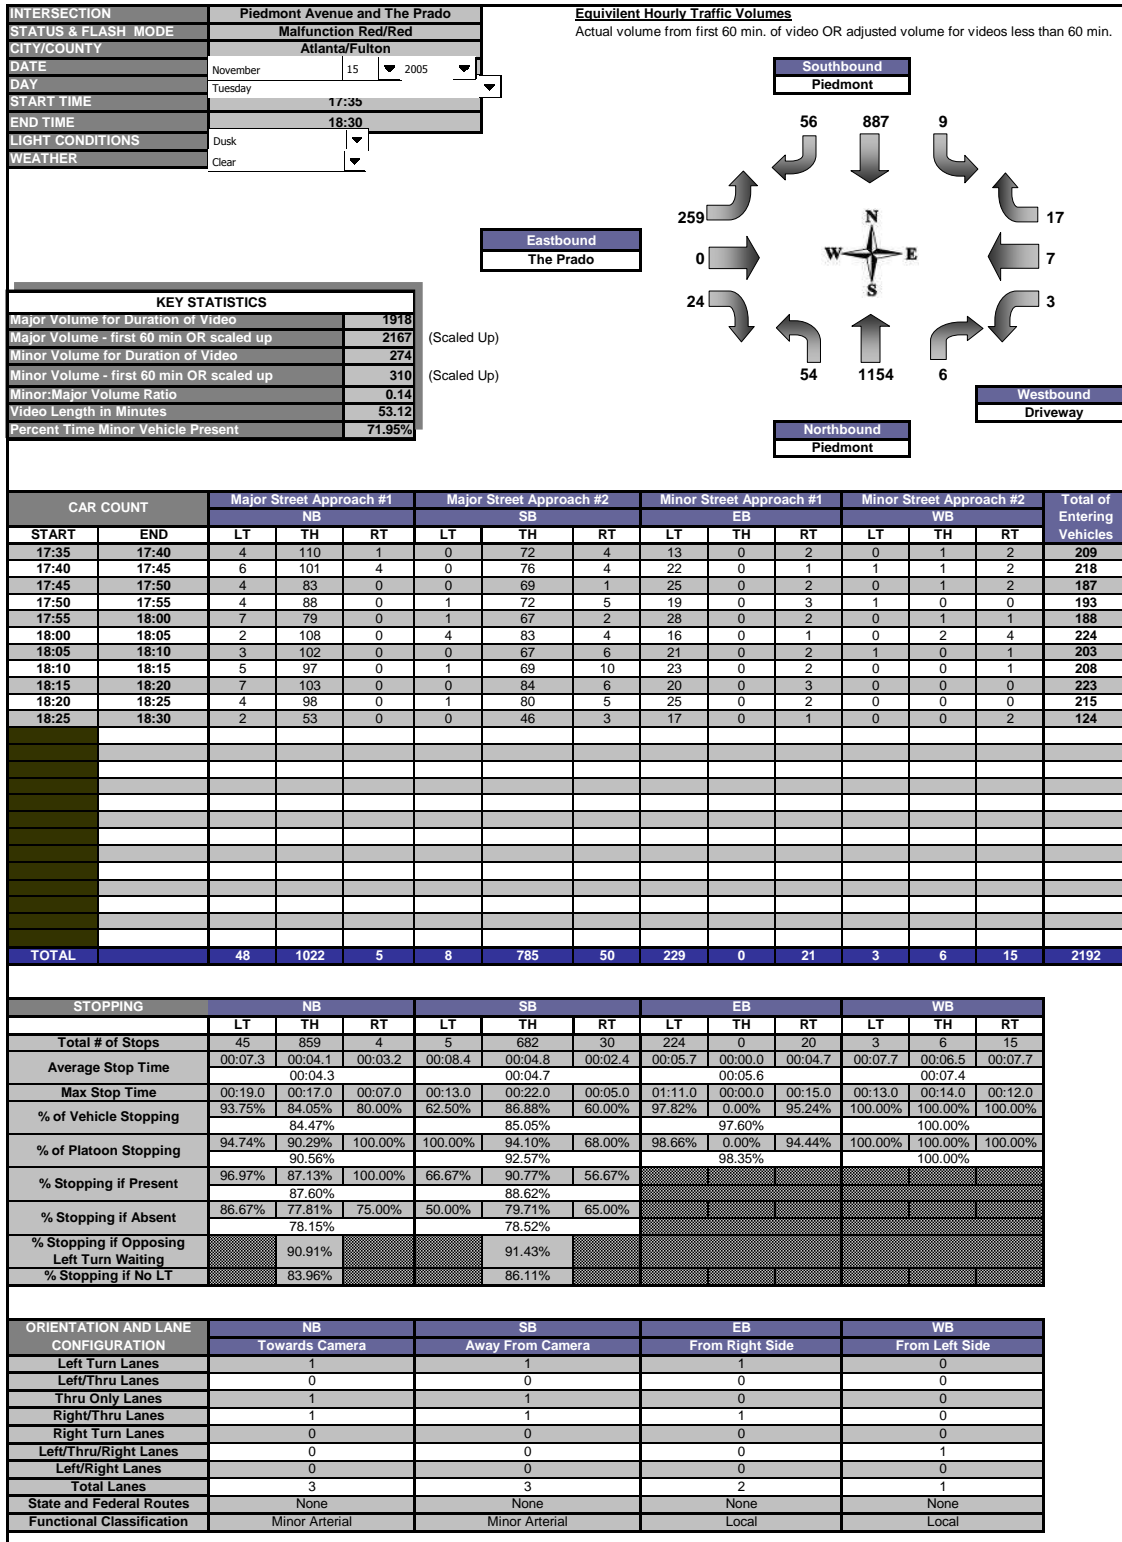 INTERSECTION Piedmont Avenue and The Prado
STATUS & FLASH MODE Malfunction Red/Red
CITY/COUNTY Atlanta/Fulton
DATE November 15 2005
DAY Tuesday
START TIME 17:35
END TIME 18:30
LIGHT CONDITIONS Dusk
WEATHER Clear
Equivilent Hourly Traffic Volumes
Actual volume from first 60 min. of video OR adjusted volume for videos less than 60 min.
Southbound
Piedmont
56 887 9
259 N 17
Eastbound
The Prado
0 W E 7
S
24 3
54 1154 6
Westbound
Driveway
Northbound
Piedmont
KEY STATISTICS
Major Volume for Duration of Video 1918
Major Volume - first 60 min OR scaled up 2167 (Scaled Up)
Minor Volume for Duration of Video 274
Minor Volume - first 60 min OR scaled up 310 (Scaled Up)
Minor:Major Volume Ratio 0.14
Video Length in Minutes 53.12
Percent Time Minor Vehicle Present 71.95%
CAR COUNT Major Street Approach #1 Major Street Approach #2 Minor Street Approach #1 Minor Street Approach #2 Total of
NB SB EB WB Entering
START END LT TH RT LT TH RT LT TH RT LT TH RT Vehicles
17:35 17:40 4 110 1 0 72 4 13 0 2 0 1 2 209
17:40 17:45 6 101 4 0 76 4 22 0 1 1 1 2 218
17:45 17:50 4 83 0 0 69 1 25 0 2 0 1 2 187
17:50 17:55 4 88 0 1 72 5 19 0 3 1 0 0 193
17:55 18:00 7 79 0 1 67 2 28 0 2 0 1 1 188
18:00 18:05 2 108 0 4 83 4 16 0 1 0 2 4 224
18:05 18:10 3 102 0 0 67 6 21 0 2 1 0 1 203
18:10 18:15 5 97 0 1 69 10 23 0 2 0 0 1 208
18:15 18:20 7 103 0 0 84 6 20 0 3 0 0 0 223
18:20 18:25 4 98 0 1 80 5 25 0 2 0 0 0 215
18:25 18:30 2 53 0 0 46 3 17 0 1 0 0 2 124
TOTAL 48 1022 5 8 785 50 229 0 21 3 6 15 2192
STOPPING NB SB EB WB
LT TH RT LT TH RT LT TH RT LT TH RT
Total # of Stops 45 859 4 5 682 30 224 0 20 3 6 15
Average Stop Time 00:07.3 00:04.1 00:03.2 00:08.4 00:04.8 00:02.4 00:05.7 00:00.0 00:04.7 00:07.7 00:06.5 00:07.7
00:04.3 00:04.7 00:05.6 00:07.4
Max Stop Time 00:19.0 00:17.0 00:07.0 00:13.0 00:22.0 00:05.0 01:11.0 00:00.0 00:15.0 00:13.0 00:14.0 00:12.0
% of Vehicle Stopping 93.75% 84.05% 80.00% 62.50% 86.88% 60.00% 97.82% 0.00% 95.24% 100.00% 100.00% 100.00%
84.47% 85.05% 97.60% 100.00%
% of Platoon Stopping 94.74% 90.29% 100.00% 100.00% 94.10% 68.00% 98.66% 0.00% 94.44% 100.00% 100.00% 100.00%
90.56% 92.57% 98.35% 100.00%
% Stopping if Present 96.97% 87.13% 100.00% 66.67% 90.77% 56.67%
87.60% 88.62%
% Stopping if Absent 86.67% 77.81% 75.00% 50.00% 79.71% 65.00%
78.15% 78.52%
% Stopping if Opposing
Left Turn Waiting 90.91% 91.43%
% Stopping if No LT 83.96% 86.11%
ORIENTATION AND LANE NB SB EB WB
CONFIGURATION Towards Camera Away From Camera From Right Side From Left Side
Left Turn Lanes 1 1 1 0
Left/Thru Lanes 0 0 0 0
Thru Only Lanes 1 1 0 0
Right/Thru Lanes 1 1 1 0
Right Turn Lanes 0 0 0 0
Left/Thru/Right Lanes 0 0 0 1
Left/Right Lanes 0 0 0 0
Total Lanes 3 3 2 1
State and Federal Routes None None None None
Functional Classification Minor Arterial Minor Arterial Local Local